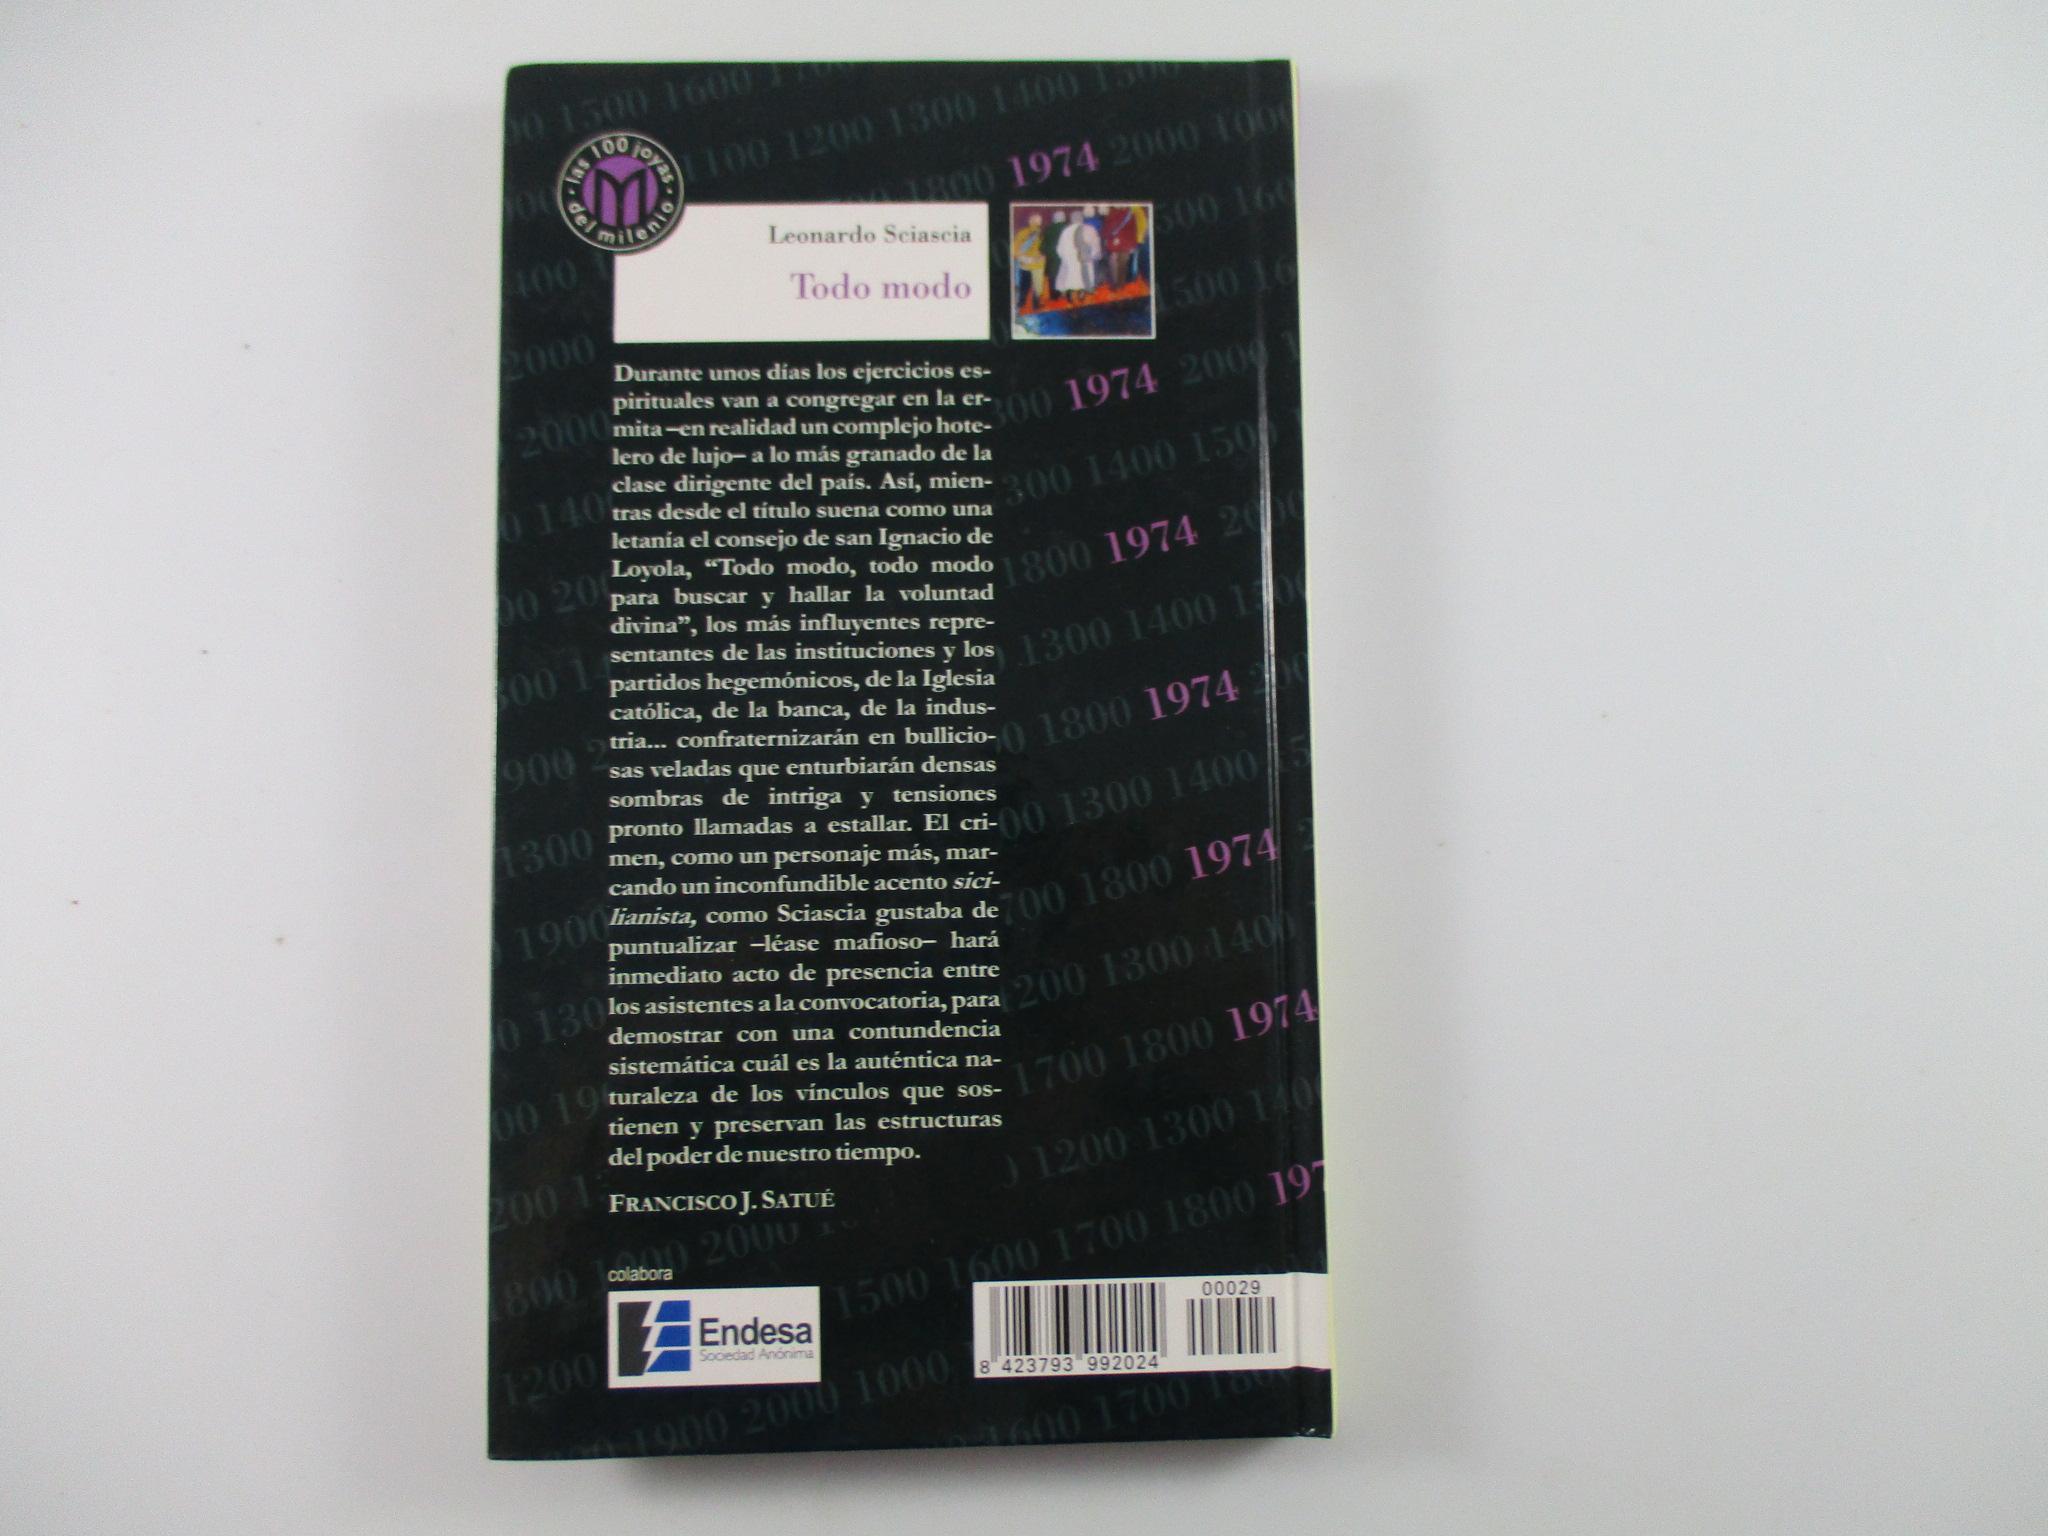 las 100 joyas
del milenio
M
1974
Leonardo Sciascia
Todo modo
Durante unos días los ejercicios es-
pirituales van a congregar en la er-
mita –en realidad un complejo hote-
lero de lujo– a lo más granado de la
clase dirigente del país. Así, mien-
tras desde el título suena como una
letanía el consejo de san Ignacio de
Loyola, “Todo modo, todo modo
para buscar y hallar la voluntad
divina”, los más influyentes repre-
sentantes de las instituciones y los
partidos hegemónicos, de la Iglesia
católica, de la banca, de la indus-
tria... confraternizarán en bullicio-
sas veladas que enturbiarán densas
sombras de intriga y tensiones
pronto llamadas a estallar. El cri-
men, como un personaje más, mar-
cando un inconfundible acento sici-
lianista, como Sciascia gustaba de
puntualizar –léase mafioso– hará
inmediato acto de presencia entre
los asistentes a la convocatoria, para
demostrar con una contundencia
sistemática cuál es la auténtica na-
turaleza de los vínculos que sos-
tienen y preservan las estructuras
del poder de nuestro tiempo.
FRANCISCO J. SATUÉ
1974
1974
1974
1974
1974
197
colabora
Endesa
Sociedad Anónima
00029
8 423793 992024